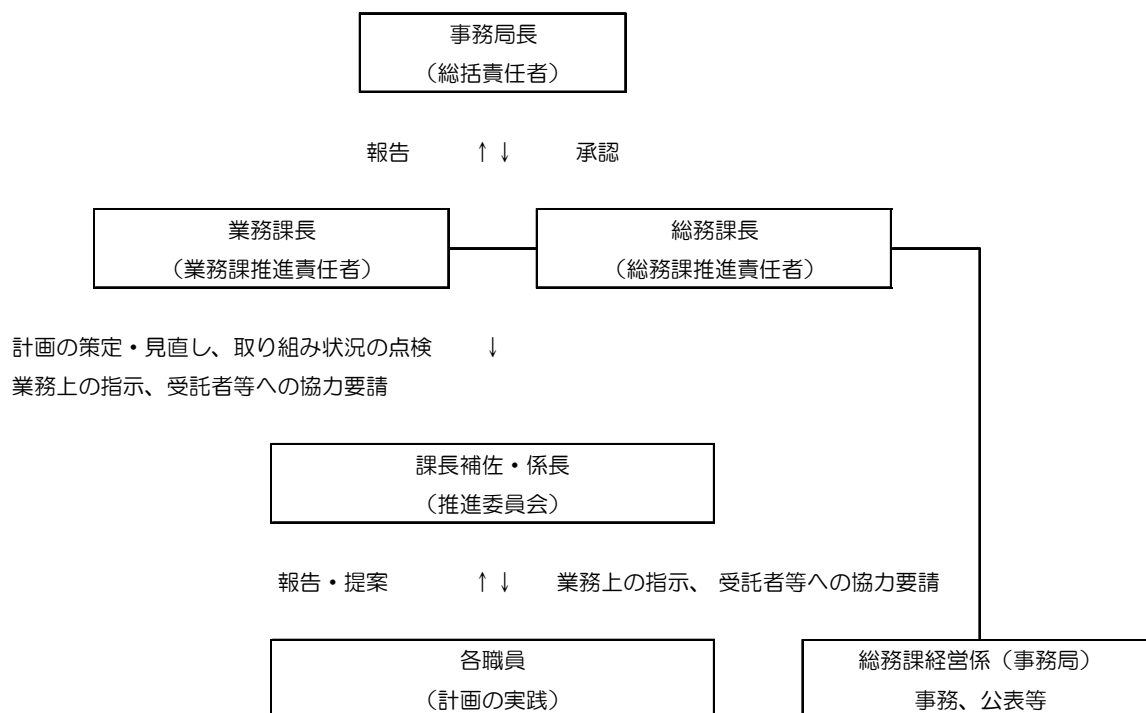 事務局長
（総括責任者）
報告 ↑↓ 承認
業務課長
（業務課推進責任者）
総務課長
（総務課推進責任者）
計画の策定・見直し、取り組み状況の点検 ↓
業務上の指示、受託者等への協力要請
課長補佐・係長
（推進委員会）
報告・提案 ↑↓ 業務上の指示、 受託者等への協力要請
各職員
（計画の実践）
総務課経営係（事務局）
事務、公表等